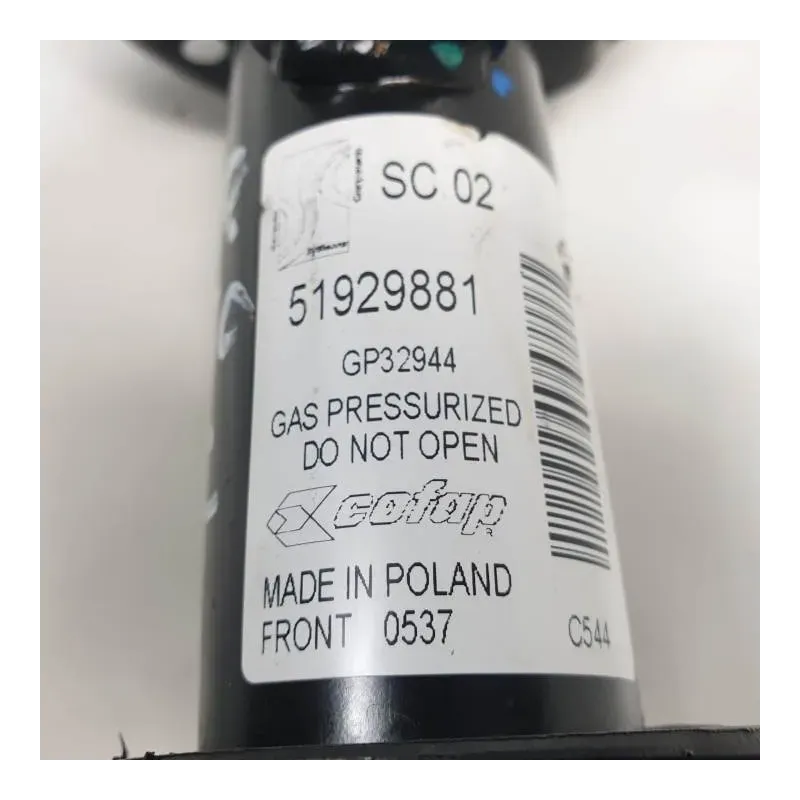 SC 02
51929881
GP32944
GAS PRESSURIZED
DO NOT OPEN
cofap
MADE IN POLAND
FRONT 0537
C544